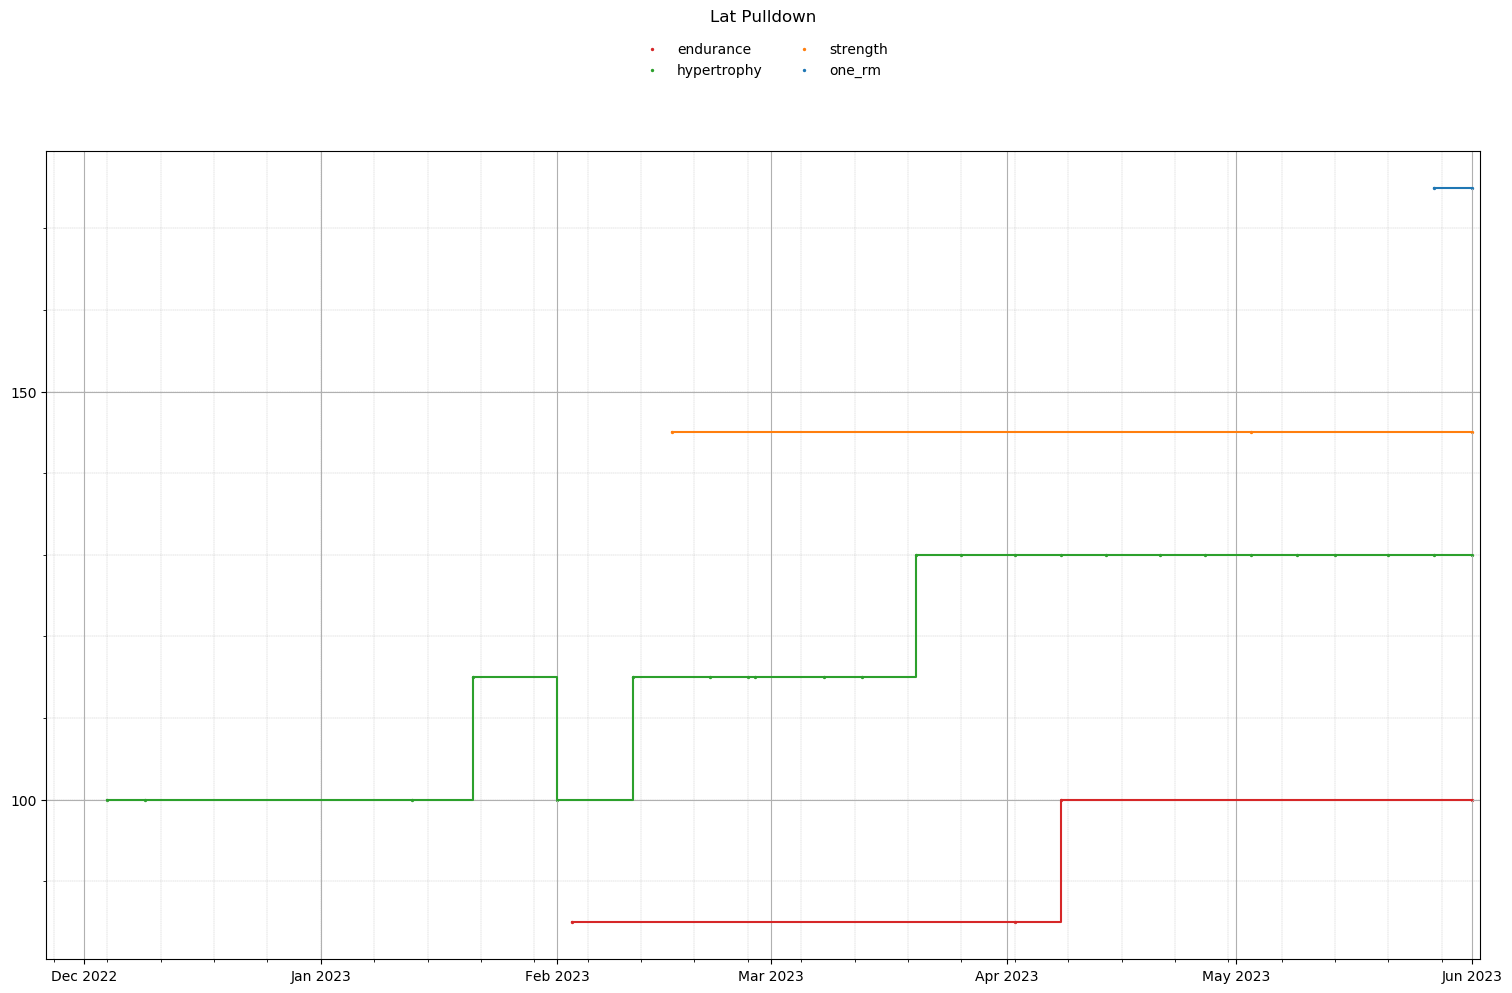 Lat Pulldown
endurance strength
hypertrophy one_rm
150
100
Dec 2022 Jan 2023 Feb 2023 Mar 2023 Apr 2023 May 2023 Jun 2023